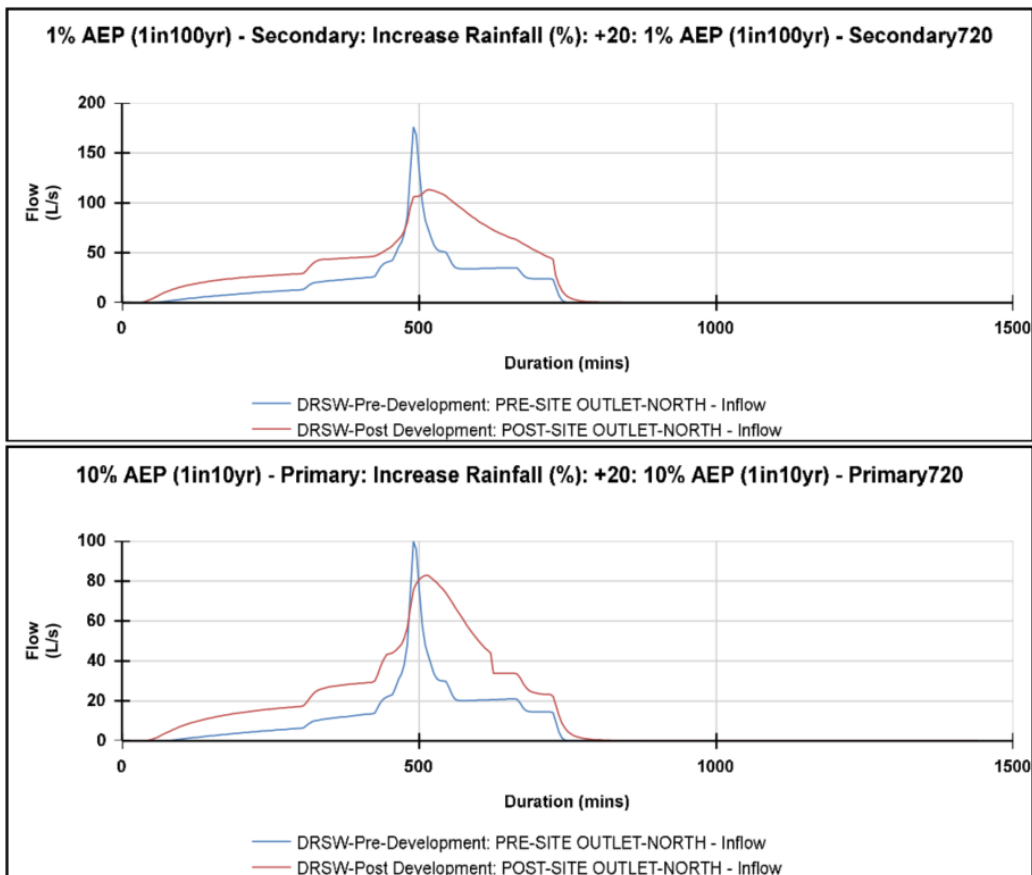 1% AEP (1in100yr) - Secondary: Increase Rainfall (%): +20: 1% AEP (1in100yr) - Secondary720
200
150
100
50
0
Flow
(L/s)
0 500 1000 1500
Duration (mins)
DRSW-Pre-Development: PRE-SITE OUTLET-NORTH - Inflow
DRSW-Post Development: POST-SITE OUTLET-NORTH - Inflow
10% AEP (1in10yr) - Primary: Increase Rainfall (%): +20: 10% AEP (1in10yr) - Primary720
100
80
60
40
20
0
Flow
(L/s)
0 500 1000 1500
Duration (mins)
DRSW-Pre-Development: PRE-SITE OUTLET-NORTH - Inflow
DRSW-Post Development: POST-SITE OUTLET-NORTH - Inflow